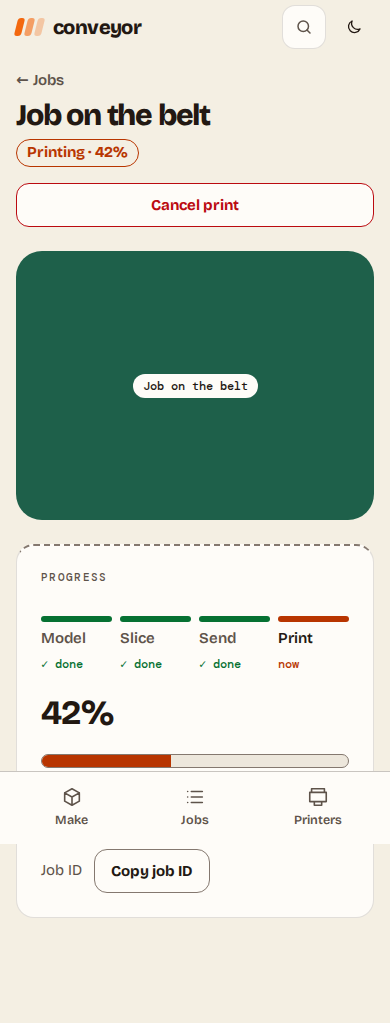 conveyor
← Jobs
Job on the belt
Printing · 42%
Cancel print
Job on the belt
PROGRESS
Model Slice Send Print
✓ done ✓ done ✓ done now
42%
Make Jobs Printers
Job ID Copy job ID